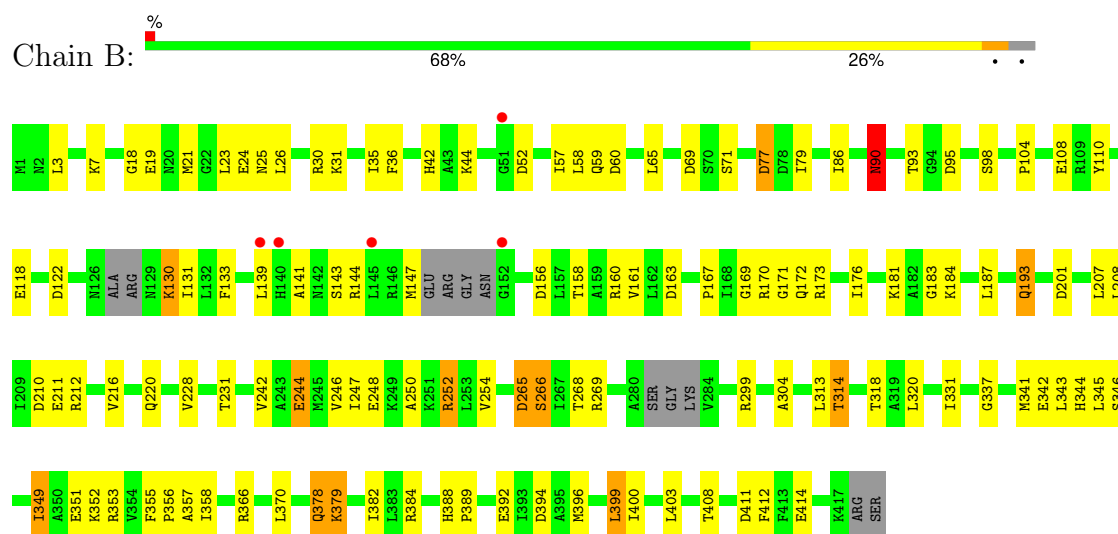 %
Chain B:
68% 26% • •
M1 N2 L3 K7 G18 E19 N20 M21 G22 L23 E24 N25 L26 R30 K31 I35 F36 H42 A43 K44 G51 D52 I57 L58 Q59 D60 L65 D69 S70 S71 D77 D78 I79 I86 N90 T93 G94 D95 S98 P104 E108 R109 Y110
E118 D122 N126 ALA ARG N129 K130 I131 L132 F133 L139 H140 A141 N142 S143 R144 L145 R146 M147 GLU ARG GLY ASN G152 D156 L157 T158 A159 R160 V161 L162 D163 P167 I168 G169 R170 G171 Q172 R173 I176 K181 A182 G183 K184 L187 Q193 D201 L207 L208
I209 D210 E211 R212 V216 Q220 V228 T231 V242 A243 E244 M245 V246 I247 E248 K249 A250 K251 R252 L253 V254 D265 S266 I267 T268 R269 A280 SER GLY LYS V284 R299 A304 L313 T314 T318 A319 L320 I331 G337 M341 E342 L343 H344 L345 S346
I349 A350 E351 K352 R353 V354 F355 P356 A357 I358 R366 L370 Q378 K379 I382 L383 R384 H388 P389 E392 I393 D394 A395 M396 L399 I400 L403 T408 D411 F412 F413 E414 K417 ARG SER